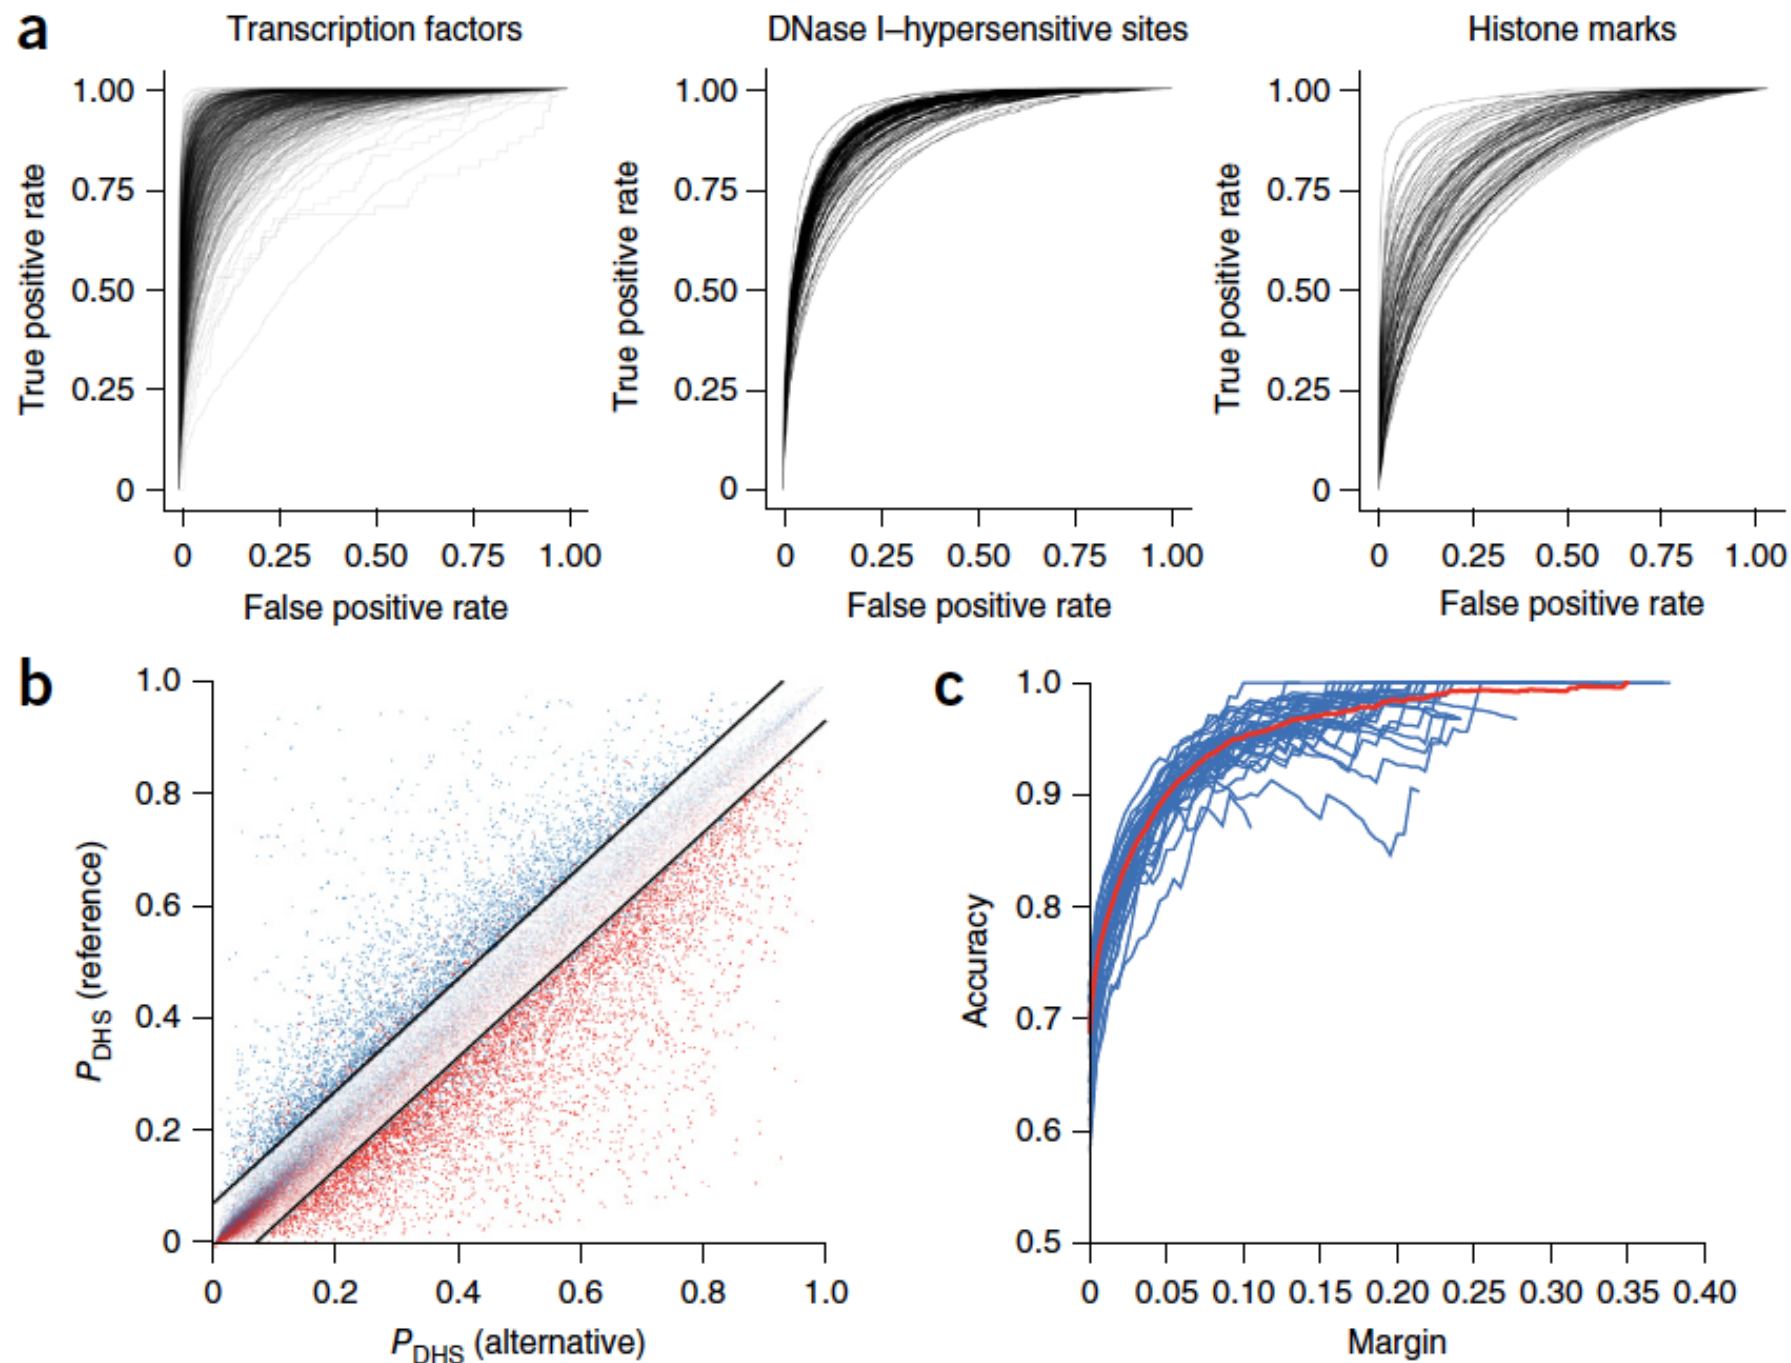 a
Transcription factors
DNase I–hypersensitive sites
Histone marks
True positive rate
1.00
0.75
0.50
0.25
0
0 0.25 0.50 0.75 1.00
False positive rate
True positive rate
1.00
0.75
0.50
0.25
0
0 0.25 0.50 0.75 1.00
False positive rate
True positive rate
1.00
0.75
0.50
0.25
0
0 0.25 0.50 0.75 1.00
False positive rate
b
P_DHS (reference)
1.0
0.8
0.6
0.4
0.2
0
0 0.2 0.4 0.6 0.8 1.0
P_DHS (alternative)
c
Accuracy
1.0
0.9
0.8
0.7
0.6
0.5
0 0.05 0.10 0.15 0.20 0.25 0.30 0.35 0.40
Margin